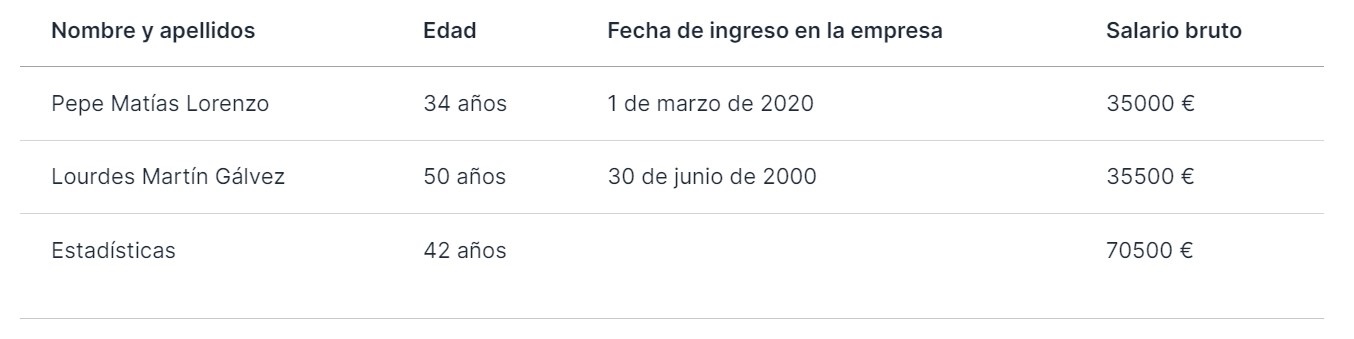 Nombre y apellidos Edad Fecha de ingreso en la empresa Salario bruto
Pepe Matías Lorenzo 34 años 1 de marzo de 2020 35000 €
Lourdes Martín Gálvez 50 años 30 de junio de 2000 35500 €
Estadísticas 42 años 70500 €